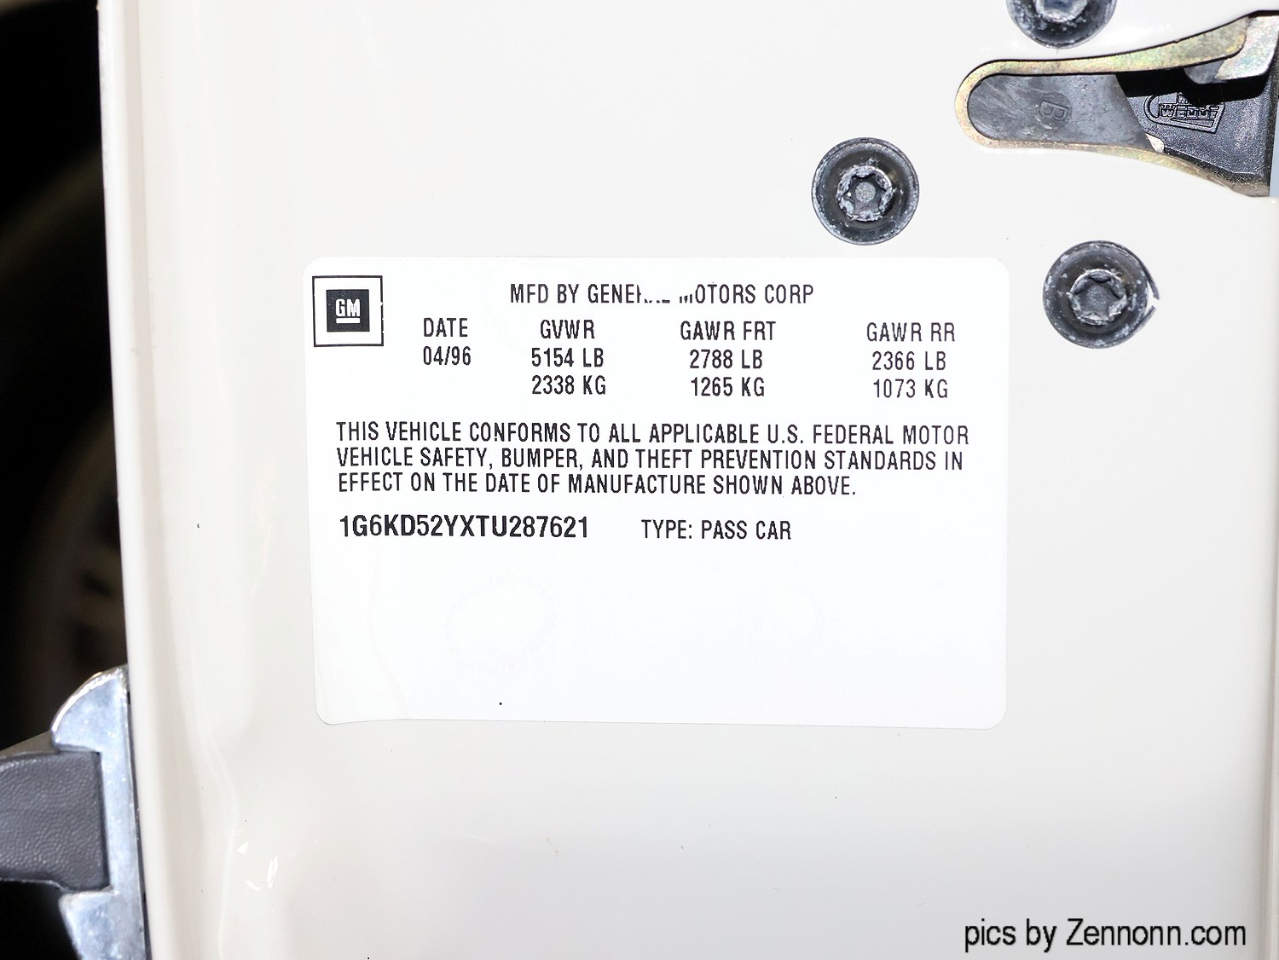 WEDGE
B
GM
MFD BY GENERAL MOTORS CORP
DATE GVWR GAWR FRT GAWR RR
04/96 5154 LB 2788 LB 2366 LB
2338 KG 1265 KG 1073 KG
THIS VEHICLE CONFORMS TO ALL APPLICABLE U.S. FEDERAL MOTOR
VEHICLE SAFETY, BUMPER, AND THEFT PREVENTION STANDARDS IN
EFFECT ON THE DATE OF MANUFACTURE SHOWN ABOVE.
1G6KD52YXTU287621 TYPE: PASS CAR
pics by Zennonn.com